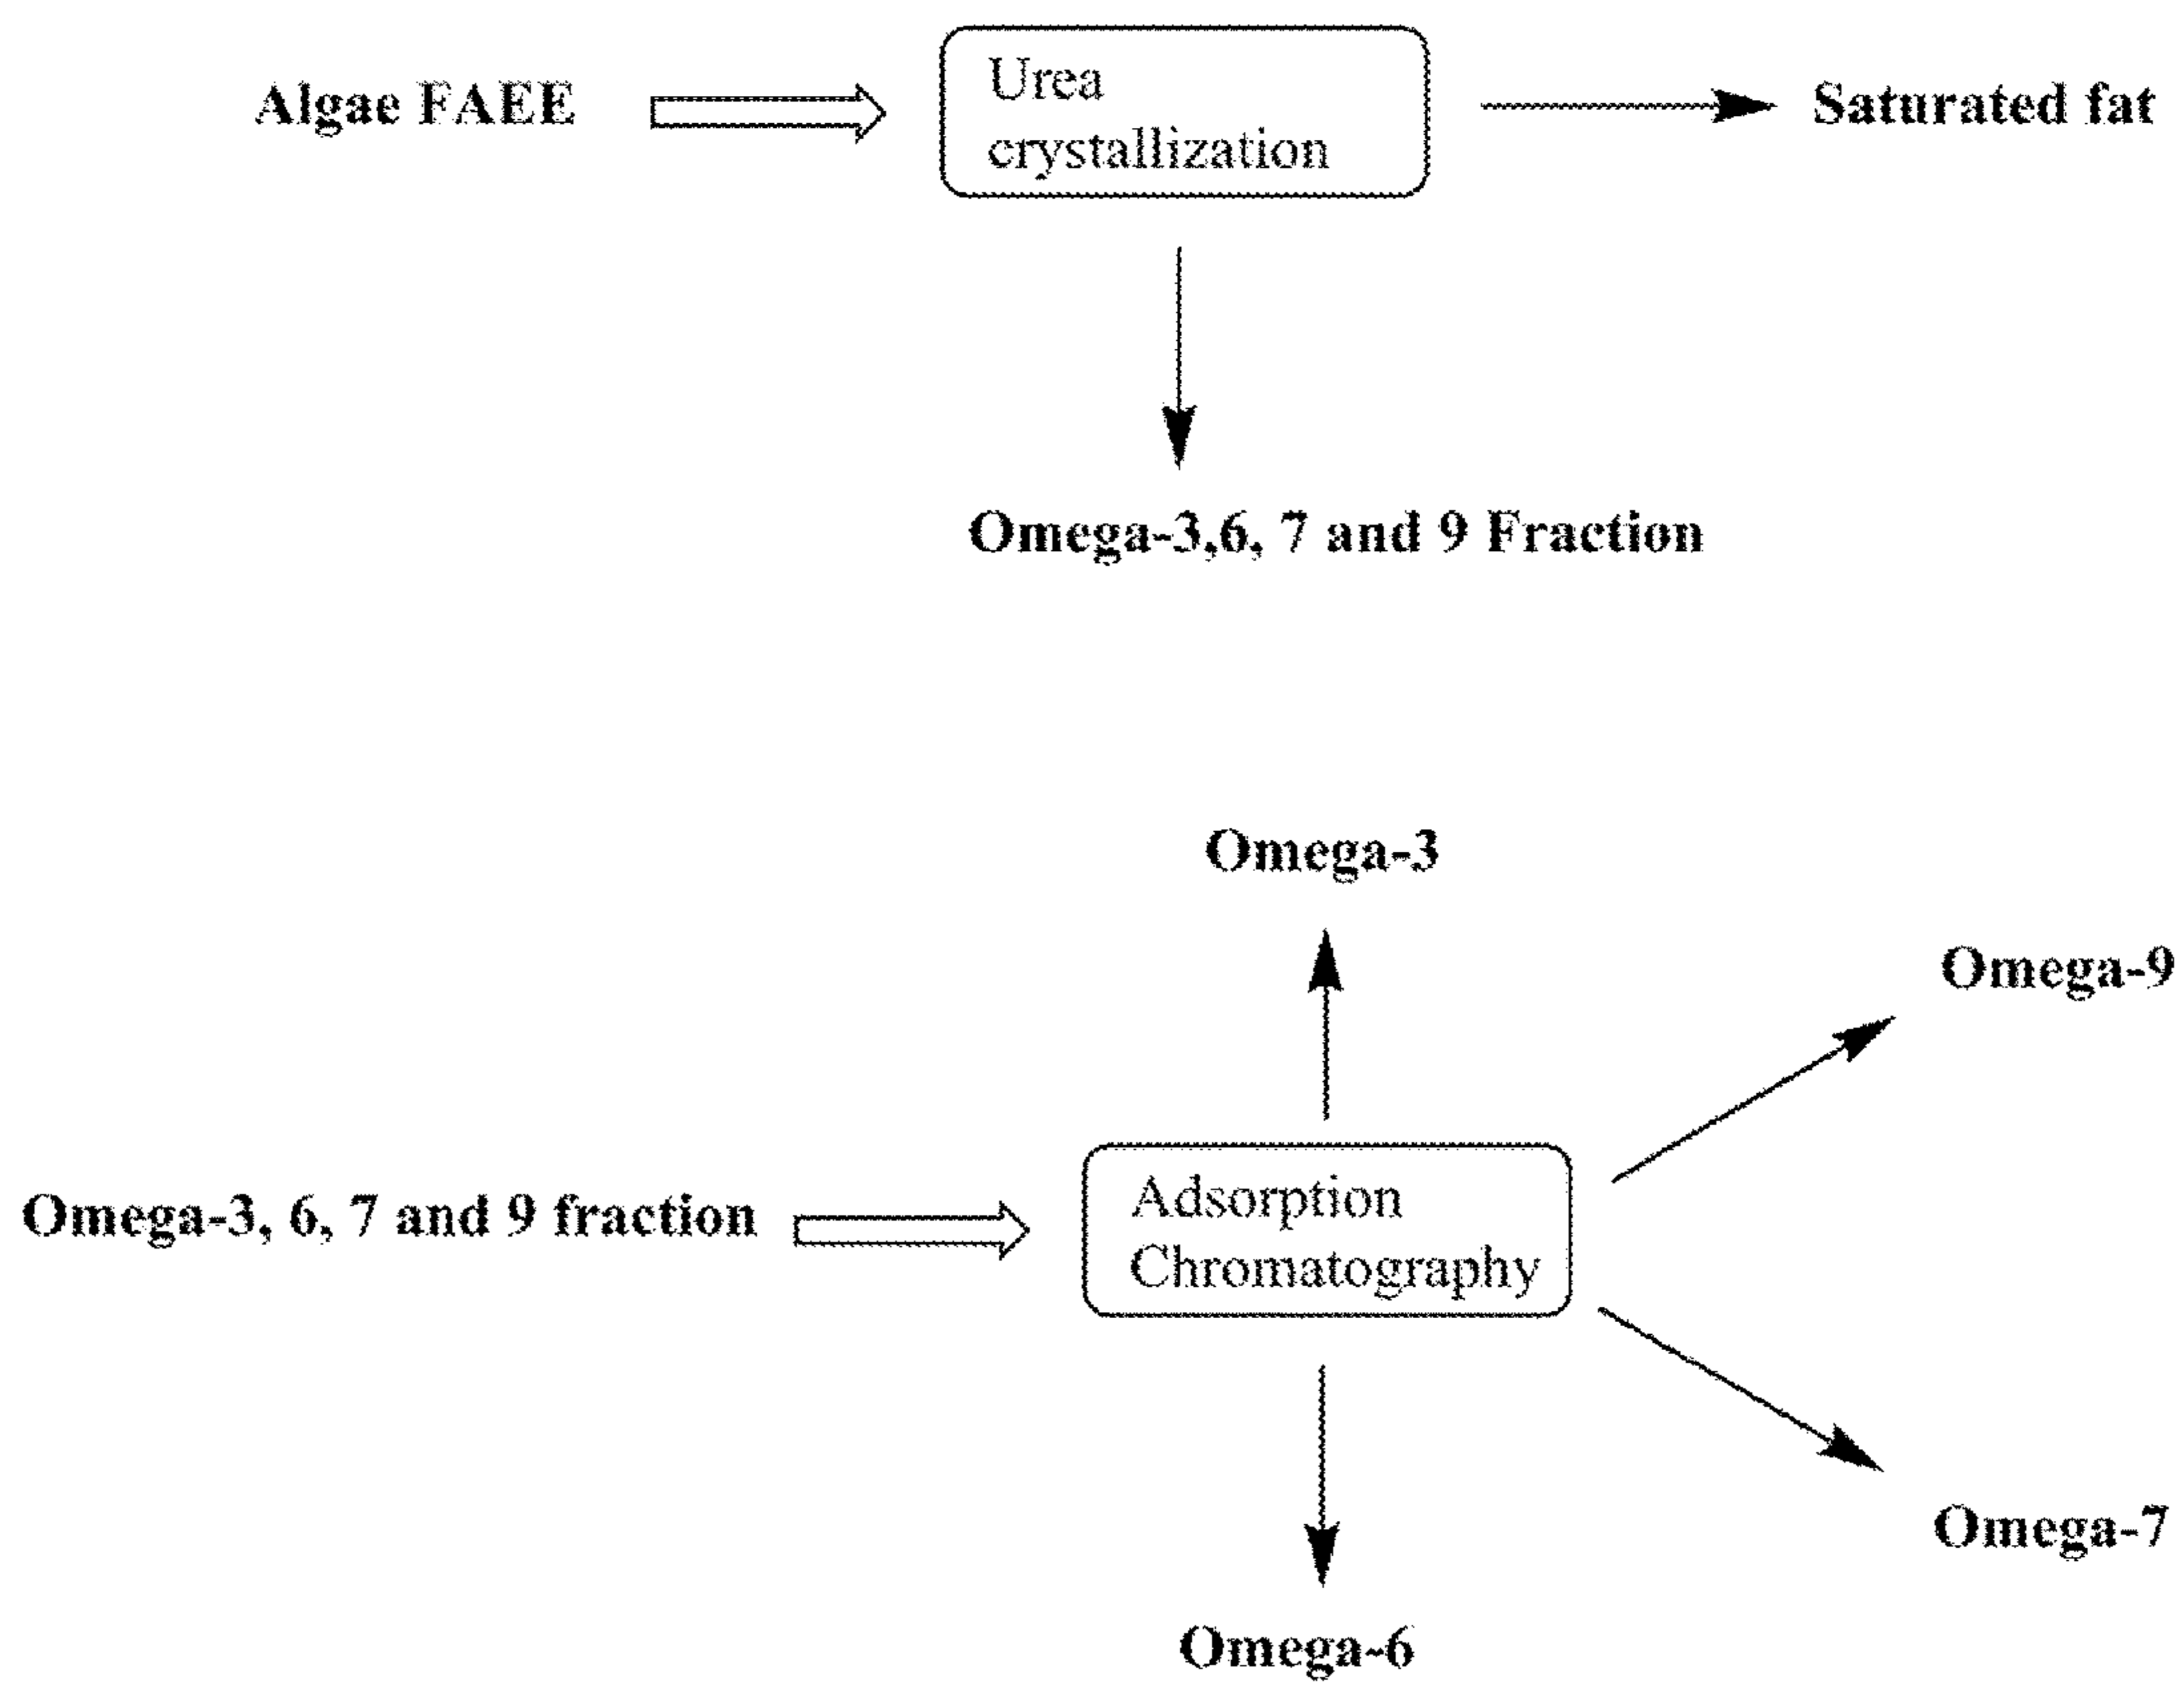 Algae FAEE
Urea
crystallization
Saturated fat
Omega-3,6, 7 and 9 Fraction
Omega-3
Omega-9
Omega-3, 6, 7 and 9 fraction
Adsorption
Chromatography
Omega-7
Omega-6